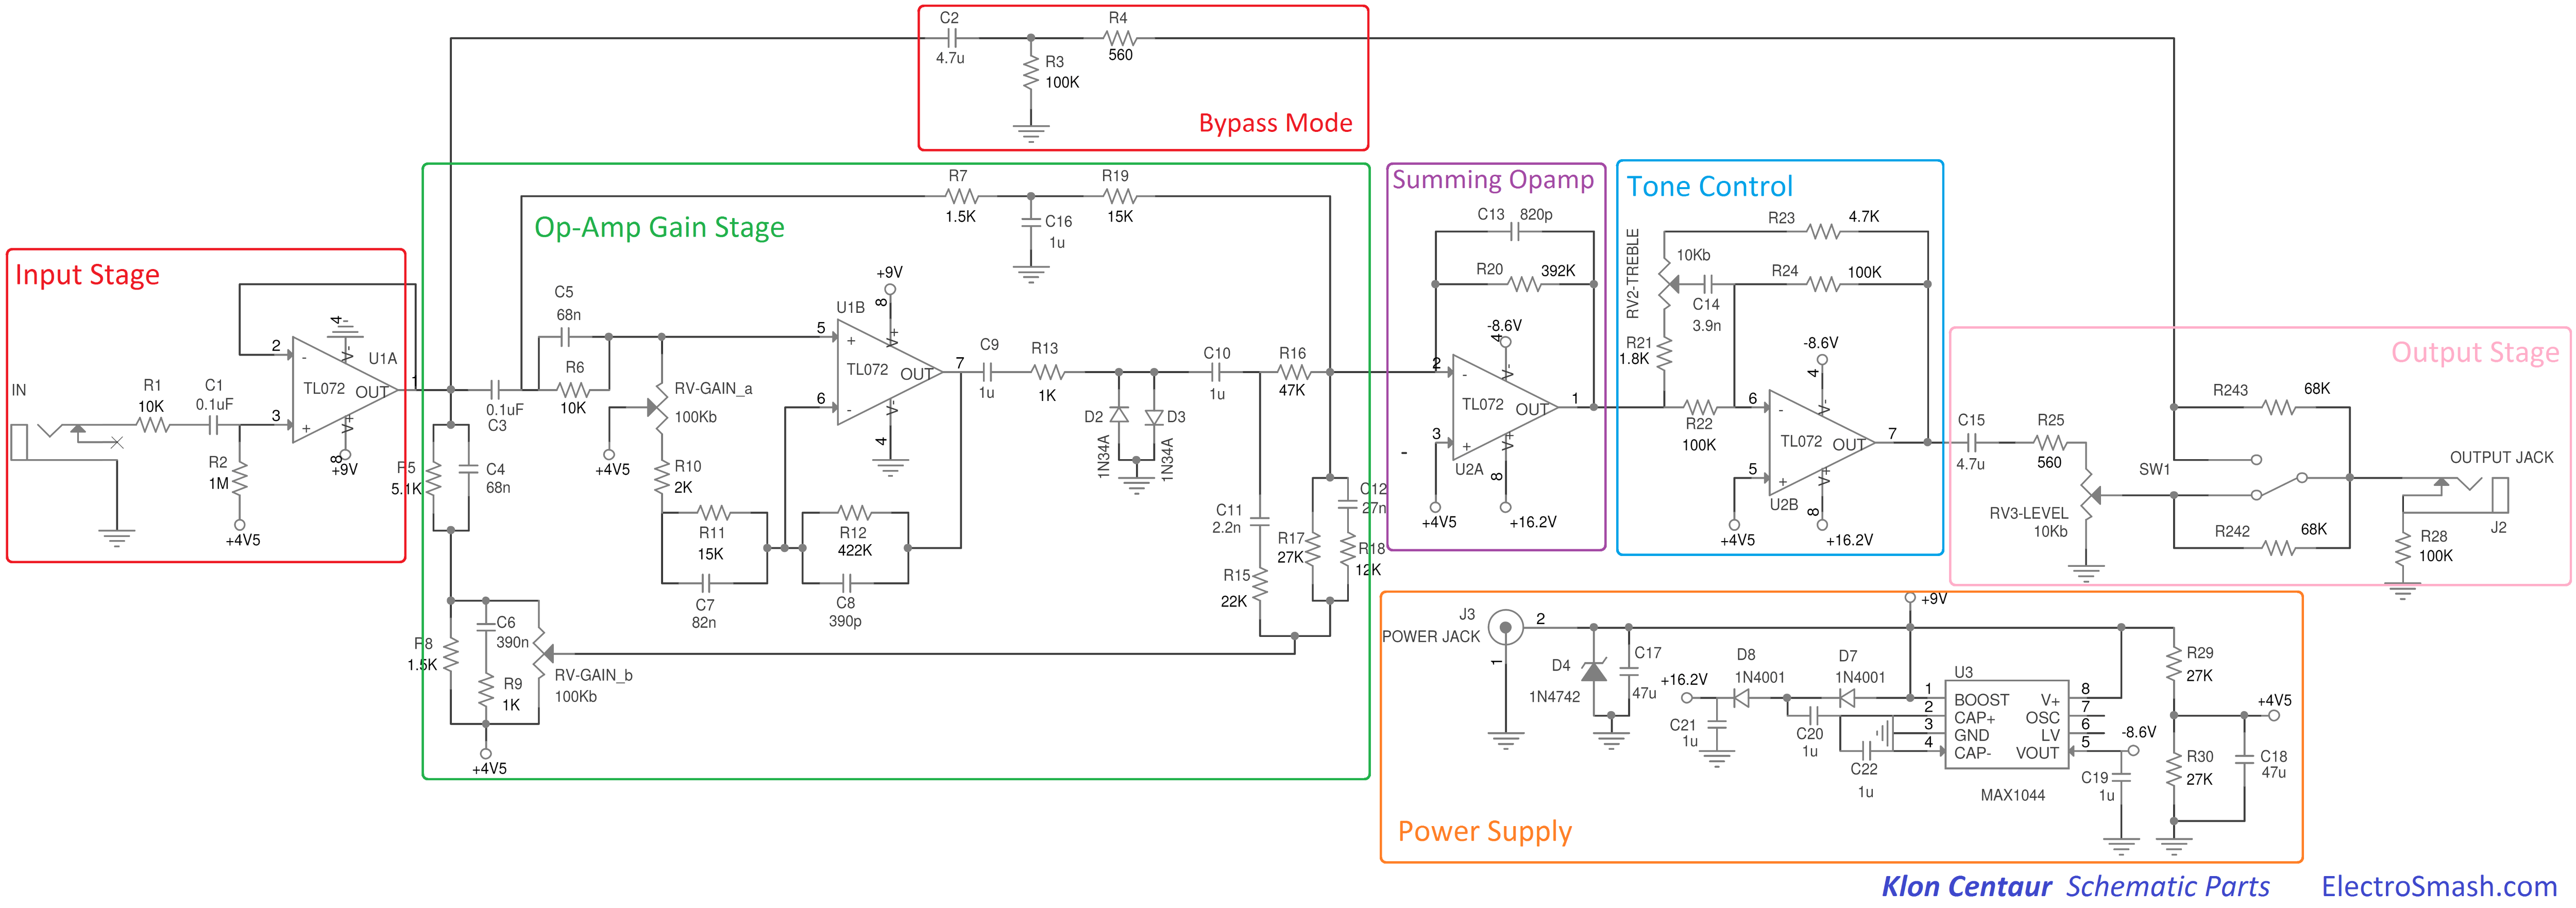 C2
4.7u
R4
560
R3
100K
Bypass Mode
Input Stage
IN
R1
10K
C1
0.1uF
R2
1M
+4V5
2
3
-
+
4
V-
U1A
TL072
OUT
1
V+
8
+9V
Op-Amp Gain Stage
R7
1.5K
R19
15K
C16
1u
C5
68n
R6
10K
0.1uF
C3
R5
5.1K
C4
68n
RV-GAIN_a
100Kb
+4V5
R10
2K
R11
15K
C7
82n
R12
422K
C8
390p
+9V
8
U1B
V+
5
+
TL072
OUT
7
6
-
V-
4
C9
1u
R13
1K
D2
1N34A
D3
1N34A
C10
1u
R16
47K
C11
2.2n
R15
22K
R17
27K
C12
27n
R18
12K
R8
1.5K
C6
390n
R9
1K
RV-GAIN_b
100Kb
+4V5
Summing Opamp
C13
820p
R20
392K
-8.6V
4
V-
2
-
TL072
OUT
1
3
+
V+
U2A
8
+4V5
+16.2V
-
Tone Control
RV2-TREBLE
10Kb
R23
4.7K
R24
100K
C14
3.9n
R21
1.8K
R22
100K
-8.6V
4
V-
6
-
TL072
OUT
7
5
+
V+
U2B
8
+4V5
+16.2V
Output Stage
C15
4.7u
R25
560
RV3-LEVEL
10Kb
SW1
R243
68K
R242
68K
OUTPUT JACK
J2
R28
100K
J3
POWER JACK
2
1
D4
1N4742
C17
47u
+9V
+16.2V
D8
1N4001
D7
1N4001
C21
1u
C20
1u
C22
1u
U3
1
BOOST
V+
8
2
CAP+
OSC
7
3
GND
LV
6
4
CAP-
VOUT
5
MAX1044
-8.6V
C19
1u
R29
27K
+4V5
R30
27K
C18
47u
Power Supply
Klon Centaur Schematic Parts
ElectroSmash.com